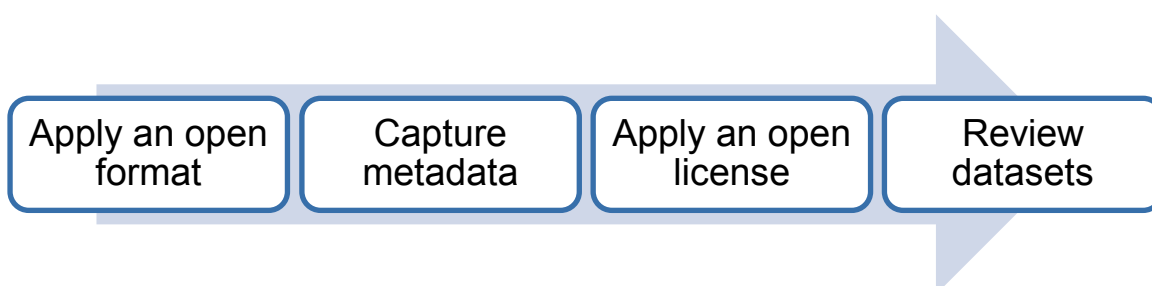 Apply an open
format
Capture
metadata
Apply an open
license
Review
datasets